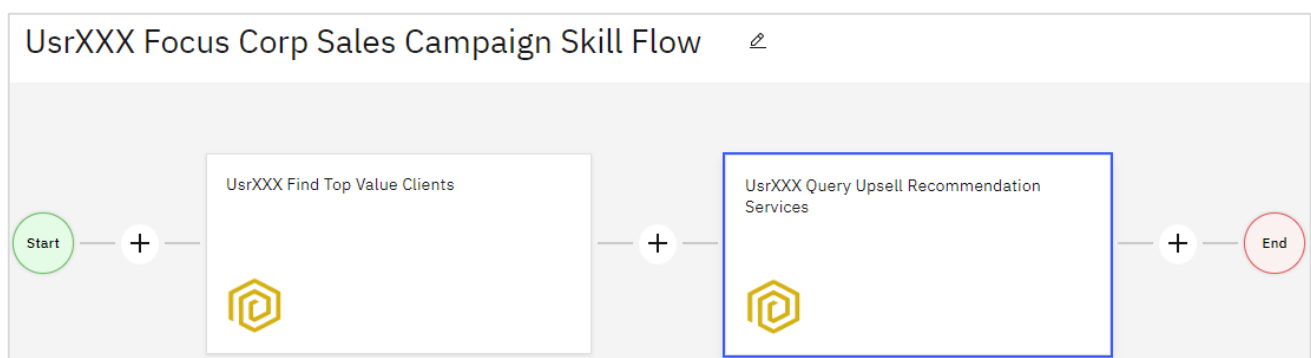 UsrXXX Focus Corp Sales Campaign Skill Flow
UsrXXX Find Top Value Clients
UsrXXX Query Upsell Recommendation
Services
Start
End